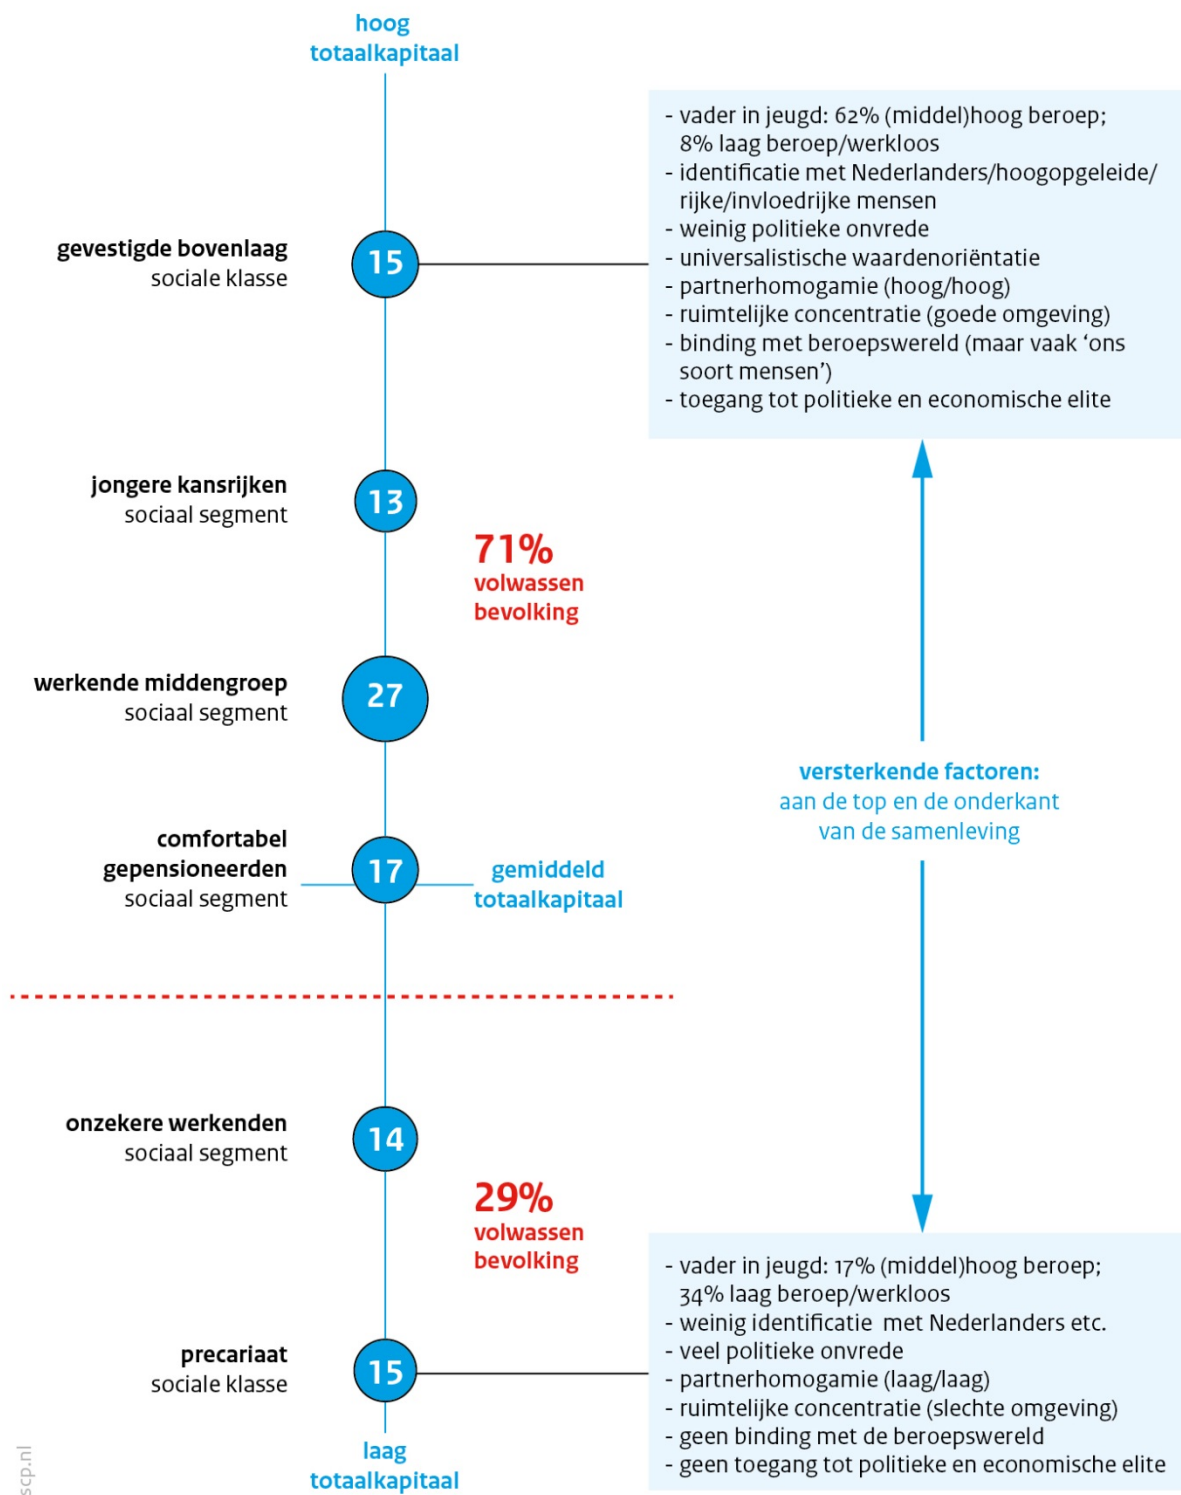 hoog
totaalkapitaal
- vader in jeugd: 62% (middel)hoog beroep;
8% laag beroep/werkloos
- identificatie met Nederlanders/hoogopgeleide/
rijke/invloedrijke mensen
- weinig politieke onvrede
- universalistische waardenoriëntatie
- partnerhomogamie (hoog/hoog)
- ruimtelijke concentratie (goede omgeving)
- binding met beroepswereld (maar vaak ‘ons
soort mensen’)
- toegang tot politieke en economische elite
gevestigde bovenlaag
sociale klasse
15
jongere kansrijken
sociaal segment
13
71%
volwassen
bevolking
werkende middengroep
sociaal segment
27
versterkende factoren:
aan de top en de onderkant
van de samenleving
comfortabel
gepensioneerden
sociaal segment
17
gemiddeld
totaalkapitaal
onzekere werkenden
sociaal segment
14
29%
volwassen
bevolking
precariaat
sociale klasse
15
- vader in jeugd: 17% (middel)hoog beroep;
34% laag beroep/werkloos
- weinig identificatie met Nederlanders etc.
- veel politieke onvrede
- partnerhomogamie (laag/laag)
- ruimtelijke concentratie (slechte omgeving)
- geen binding met de beroepswereld
- geen toegang tot politieke en economische elite
laag
totaalkapitaal
scp.nl